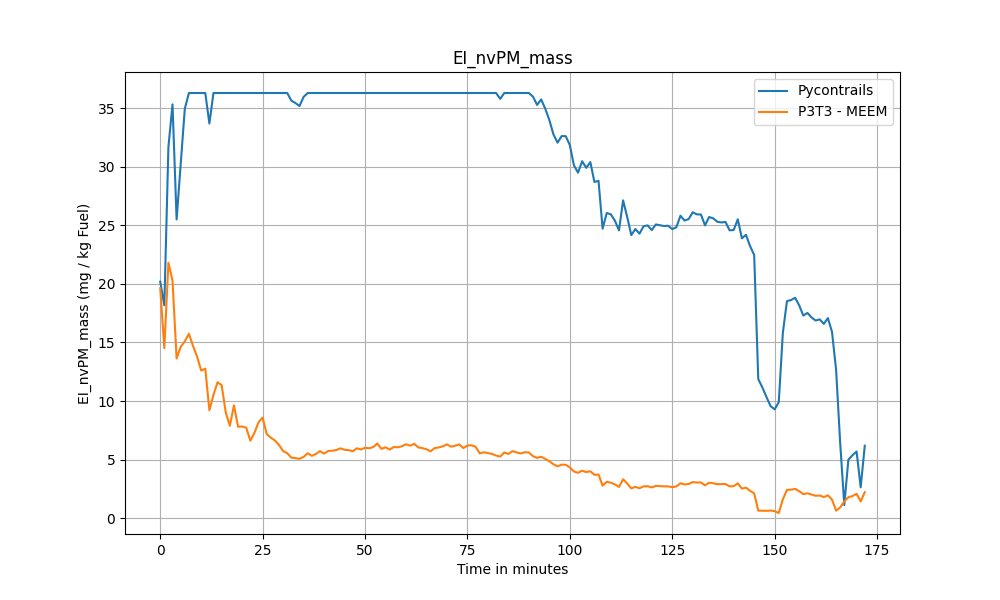 EI_nvPM_mass
Pycontrails
P3T3 - MEEM
EI_nvPM_mass (mg / kg Fuel)
35
30
25
20
15
10
5
0
0 25 50 75 100 125 150 175
Time in minutes